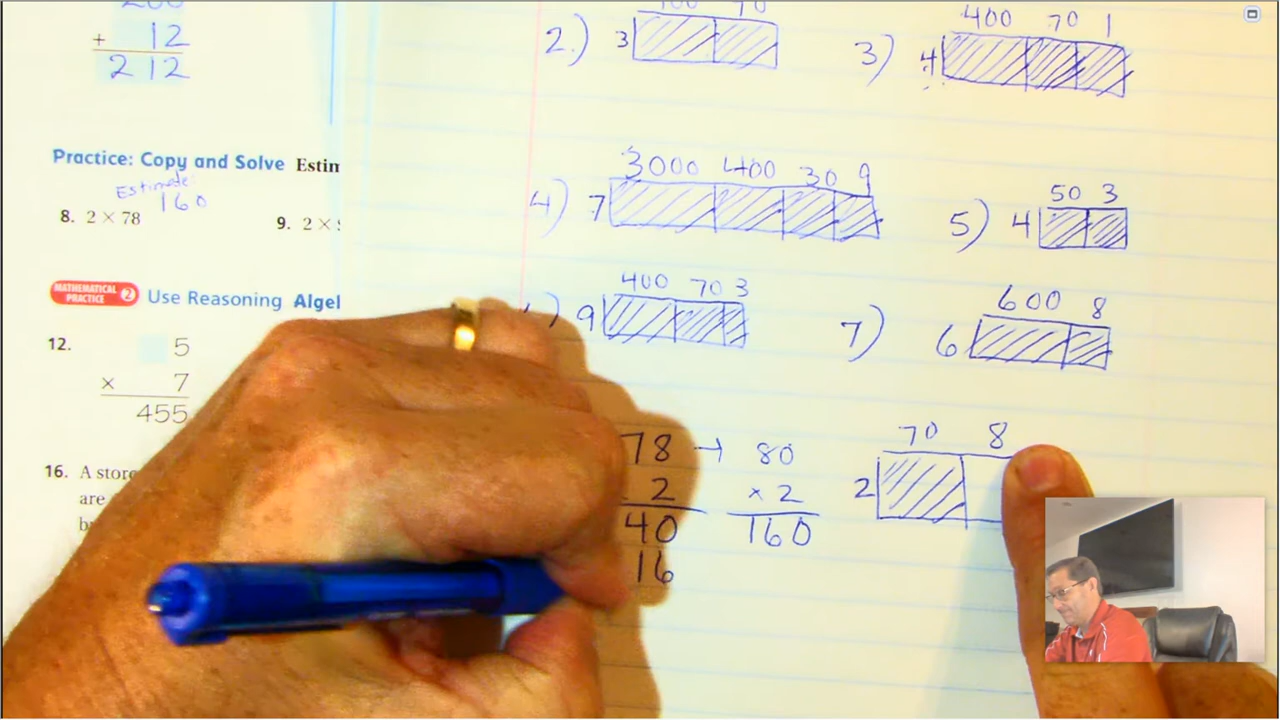 + 12
212
2.) 3
3) 4 400 70 1
Practice: Copy and Solve Estim
Estimate:
160
8. 2 × 78
9. 2 ×
4) 7 3000 400 30 9
5) 4 50 3
MATHEMATICAL PRACTICE 2 Use Reasoning Algel
9 400 70 3
7) 6 600 8
12. 5
× 7
455
16. A store
are
78 → 80
2 × 2
40 160
16
70 8
2